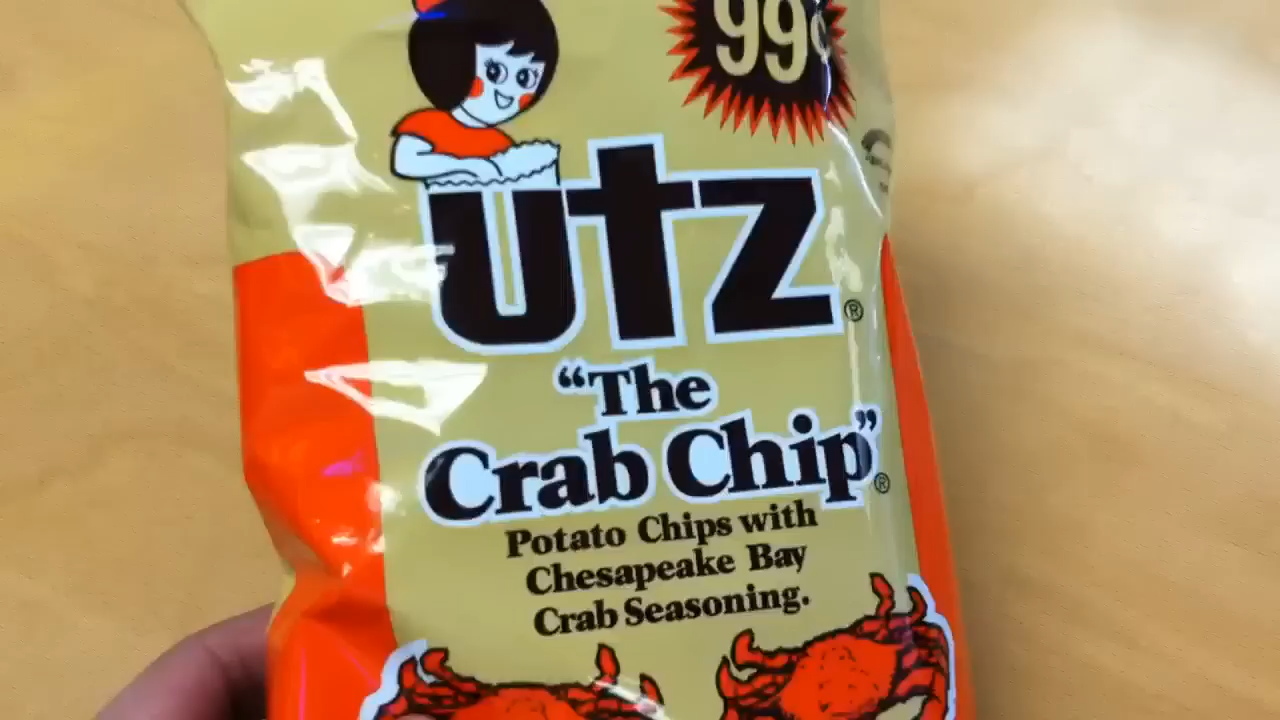 99¢
utz®
"The
Crab Chip"®
Potato Chips with
Chesapeake Bay
Crab Seasoning.